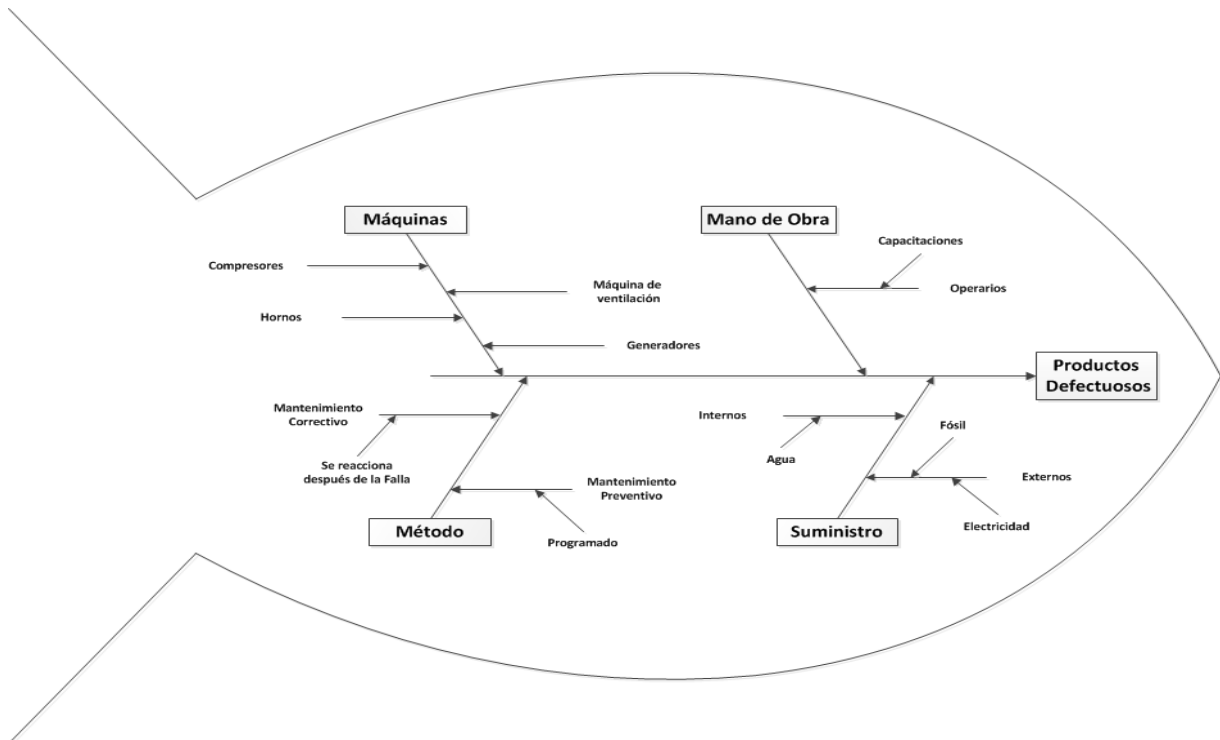 Máquinas
Mano de Obra
Capacitaciones
Compresores
Máquina de
ventilación
Operarios
Hornos
Generadores
Productos
Defectuosos
Mantenimiento
Correctivo
Internos
Fósil
Agua
Se reacciona
después de la Falla
Mantenimiento
Preventivo
Externos
Método
Programado
Suministro
Electricidad